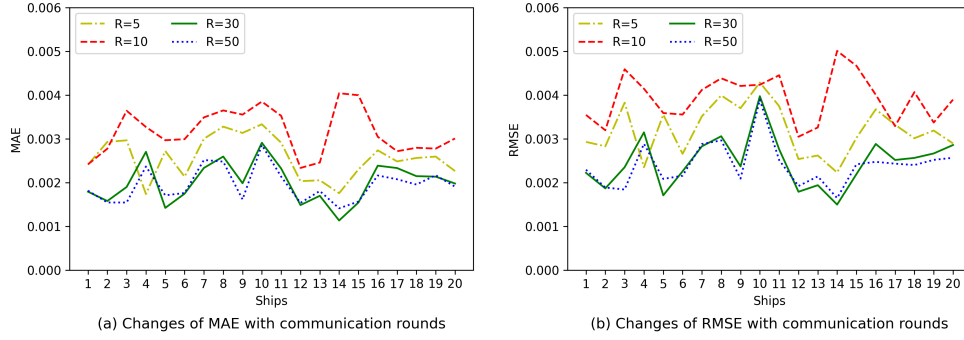 0.006
0.005
0.004
0.003
0.002
0.001
0.000
MAE
R=5
R=10
R=30
R=50
1 2 3 4 5 6 7 8 9 10 11 12 13 14 15 16 17 18 19 20
Ships
(a) Changes of MAE with communication rounds
0.006
0.005
0.004
0.003
0.002
0.001
0.000
RMSE
R=5
R=10
R=30
R=50
1 2 3 4 5 6 7 8 9 10 11 12 13 14 15 16 17 18 19 20
Ships
(b) Changes of RMSE with communication rounds